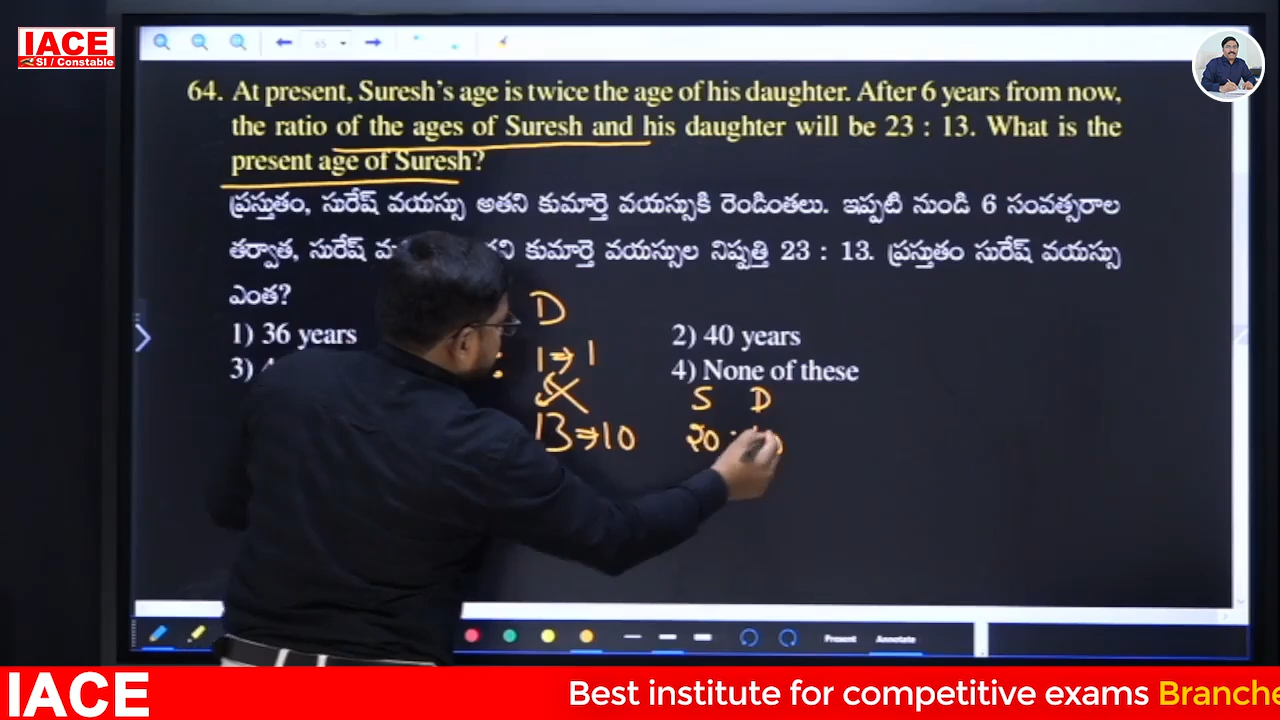 IACE
SI / Constable
65
64. At present, Suresh's age is twice the age of his daughter. After 6 years from now,
the ratio of the ages of Suresh and his daughter will be 23 : 13. What is the
present age of Suresh?
ప్రస్తుతం, సురేష్ వయస్సు అతని కుమార్తె వయస్సుకి రెండింతలు. ఇప్పటి నుండి 6 సంవత్సరాల
తర్వాత, సురేష్ కుమార్తె వయస్సుల నిష్పత్తి 23 : 13. ప్రస్తుతం సురేష్ వయస్సు
ఎంత?
D
1) 36 years
2) 40 years
: 1 ⇒ 1
3)
4) None of these
S D
13 ⇒ 10
20 :
Present Annotate
IACE
Best institute for competitive exams Branche